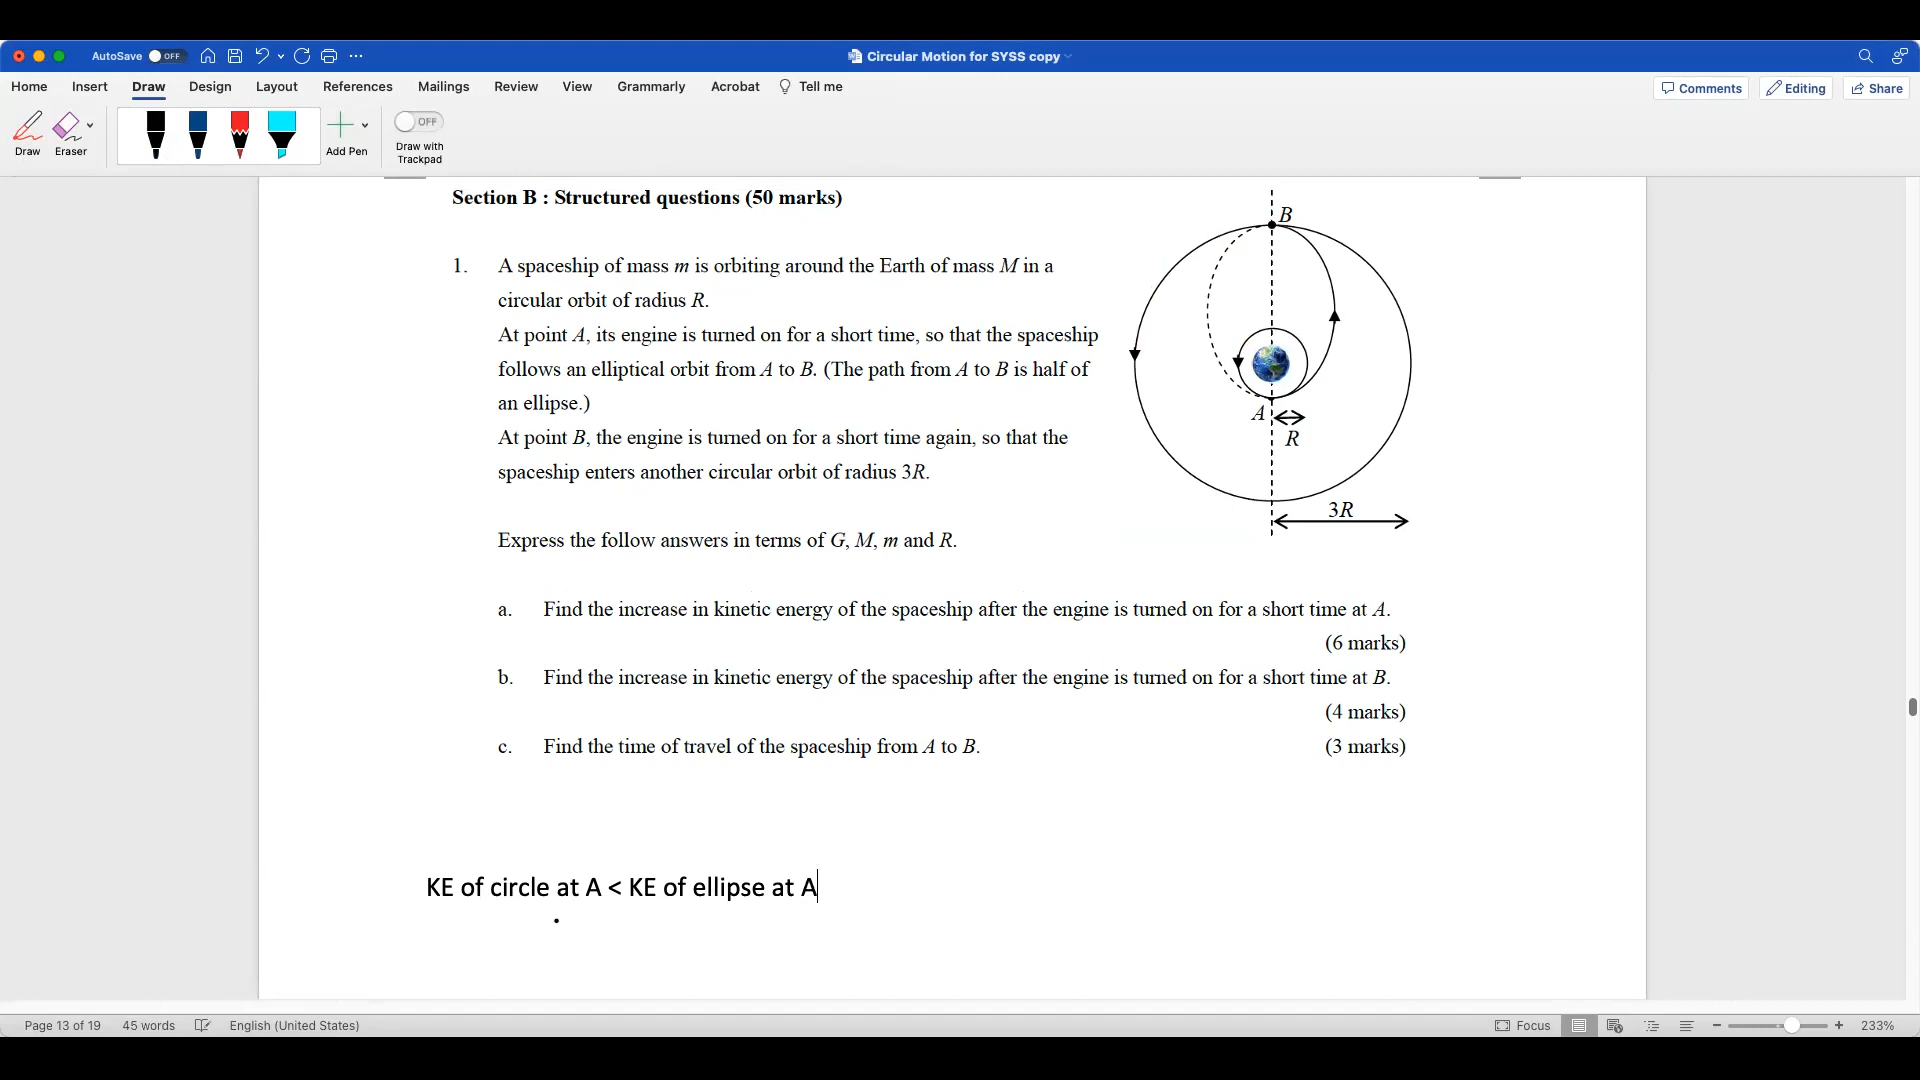 AutoSave OFF
Circular Motion for SYSS copy
Home Insert Draw Design Layout References Mailings Review View Grammarly Acrobat Tell me
Comments Editing Share
Draw Eraser Add Pen OFF Draw with Trackpad
Section B : Structured questions (50 marks)
1. A spaceship of mass m is orbiting around the Earth of mass M in a
circular orbit of radius R.
At point A, its engine is turned on for a short time, so that the spaceship
follows an elliptical orbit from A to B. (The path from A to B is half of
an ellipse.)
At point B, the engine is turned on for a short time again, so that the
spaceship enters another circular orbit of radius 3R.
B
A
R
3R
Express the follow answers in terms of G, M, m and R.
a. Find the increase in kinetic energy of the spaceship after the engine is turned on for a short time at A.
(6 marks)
b. Find the increase in kinetic energy of the spaceship after the engine is turned on for a short time at B.
(4 marks)
c. Find the time of travel of the spaceship from A to B. (3 marks)
KE of circle at A < KE of ellipse at A
Page 13 of 19 45 words English (United States) Focus 233%